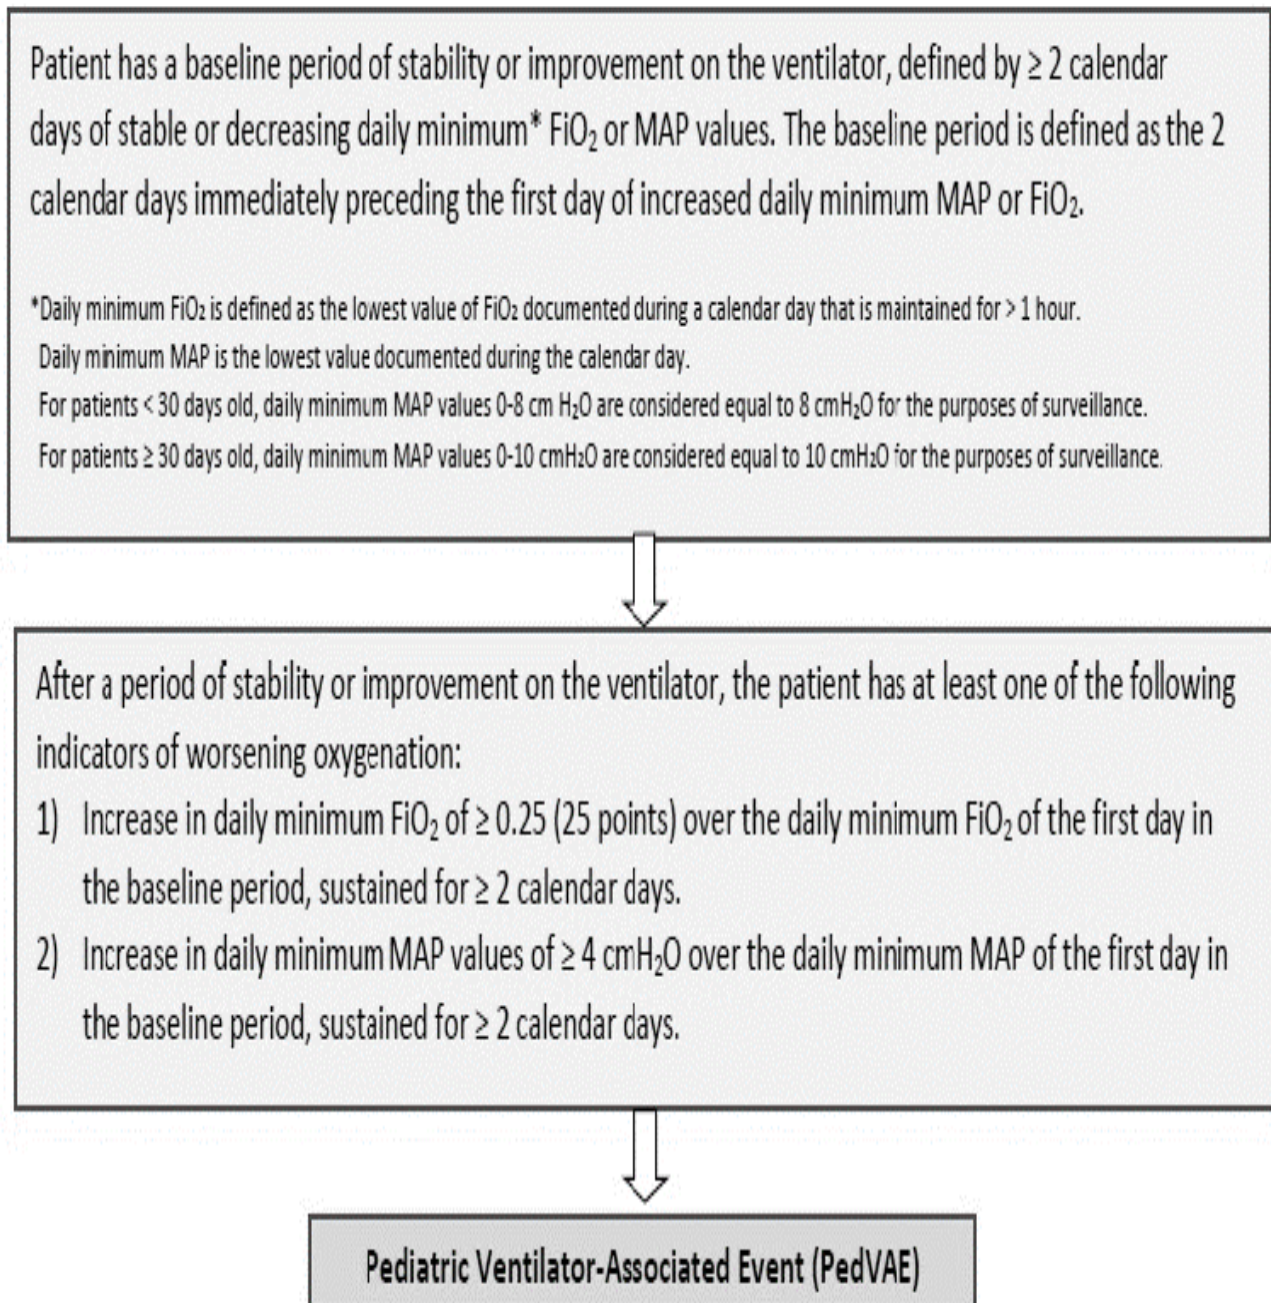 Patient has a baseline period of stability or improvement on the ventilator, defined by ≥ 2 calendar
days of stable or decreasing daily minimum* FiO₂ or MAP values. The baseline period is defined as the 2
calendar days immediately preceding the first day of increased daily minimum MAP or FiO₂.
*Daily minimum FiO₂ is defined as the lowest value of FiO₂ documented during a calendar day that is maintained for > 1 hour.
Daily minimum MAP is the lowest value documented during the calendar day.
For patients < 30 days old, daily minimum MAP values 0-8 cm H₂O are considered equal to 8 cmH₂O for the purposes of surveillance.
For patients ≥ 30 days old, daily minimum MAP values 0-10 cmH₂O are considered equal to 10 cmH₂O for the purposes of surveillance.
After a period of stability or improvement on the ventilator, the patient has at least one of the following
indicators of worsening oxygenation:
1) Increase in daily minimum FiO₂ of ≥ 0.25 (25 points) over the daily minimum FiO₂ of the first day in
the baseline period, sustained for ≥ 2 calendar days.
2) Increase in daily minimum MAP values of ≥ 4 cmH₂O over the daily minimum MAP of the first day in
the baseline period, sustained for ≥ 2 calendar days.
Pediatric Ventilator-Associated Event (PedVAE)